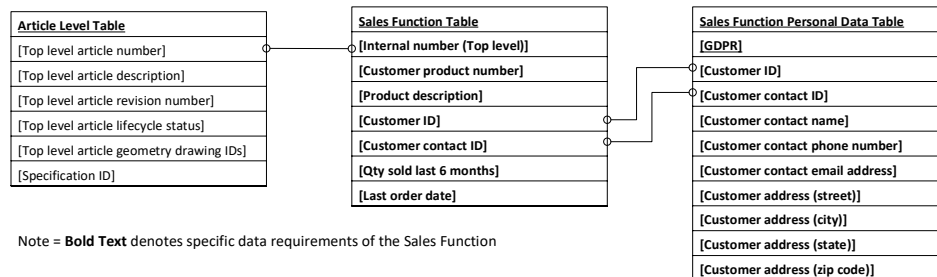 Article Level Table
[Top level article number]
[Top level article description]
[Top level article revision number]
[Top level article lifecycle status]
[Top level article geometry drawing IDs]
[Specification ID]
Sales Function Table
[Internal number (Top level)]
[Customer product number]
[Product description]
[Customer ID]
[Customer contact ID]
[Qty sold last 6 months]
[Last order date]
Sales Function Personal Data Table
[GDPR]
[Customer ID]
[Customer contact ID]
[Customer contact name]
[Customer contact phone number]
[Customer contact email address]
[Customer address (street)]
[Customer address (city)]
[Customer address (state)]
[Customer address (zip code)]
Note = Bold Text denotes specific data requirements of the Sales Function